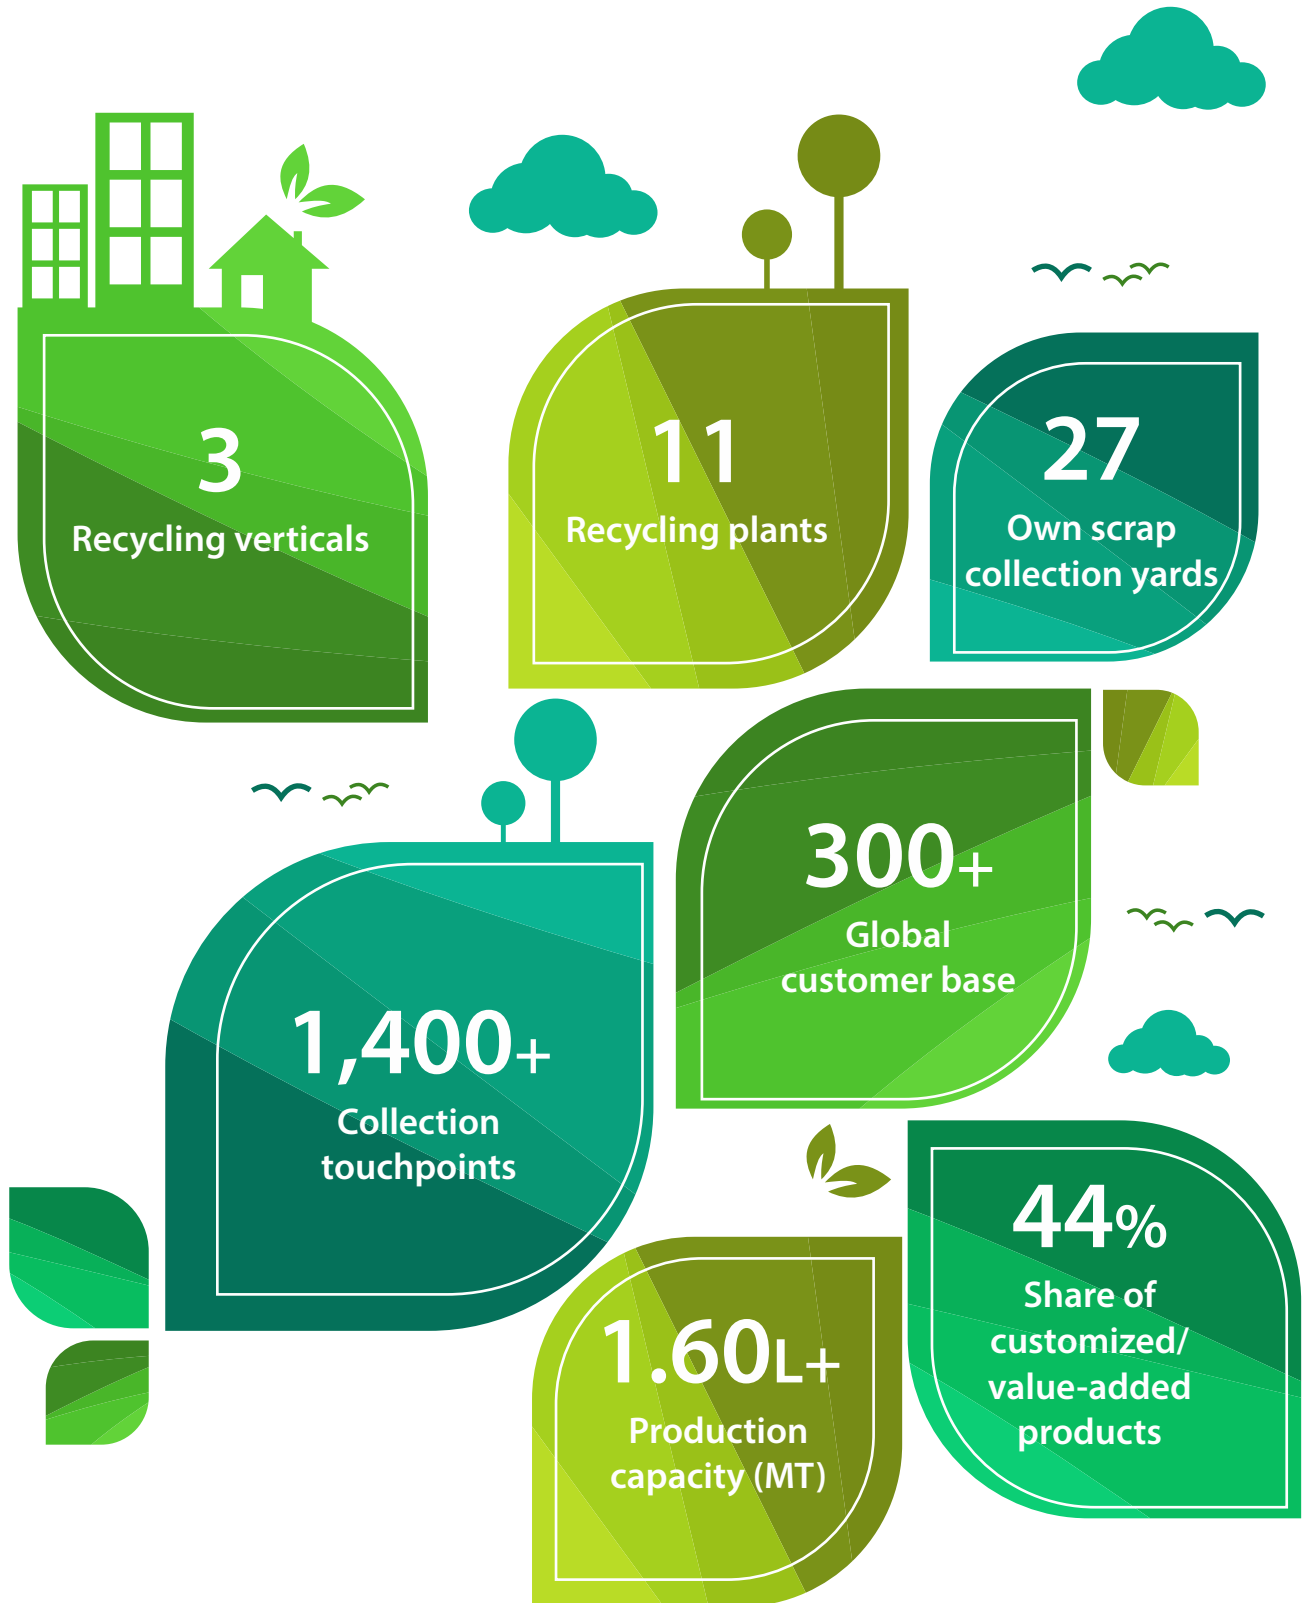 3
Recycling verticals
11
Recycling plants
27
Own scrap
collection yards
300+
Global
customer base
1,400+
Collection
touchpoints
44%
Share of
customized/
value-added
products
1.60L+
Production
capacity (MT)